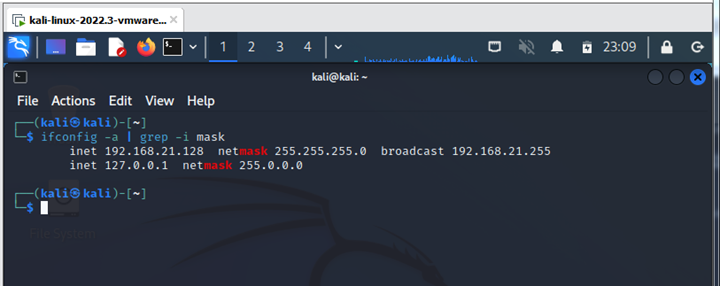 kali-linux-2022.3-vmware...
1 2 3 4 23:09
kali@kali: ~
File Actions Edit View Help
┌──(kali㉿kali)-[~]
└─$ ifconfig -a | grep -i mask
inet 192.168.21.128 netmask 255.255.255.0 broadcast 192.168.21.255
inet 127.0.0.1 netmask 255.0.0.0
┌──(kali㉿kali)-[~]
└─$
File System